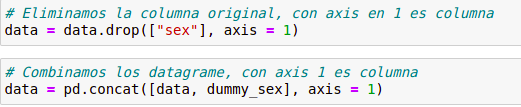 # Eliminamos la columna original, con axis en 1 es columna
data = data.drop(["sex"], axis = 1)
# Combinamos los datagrame, con axis 1 es columna
data = pd.concat([data, dummy_sex], axis = 1)